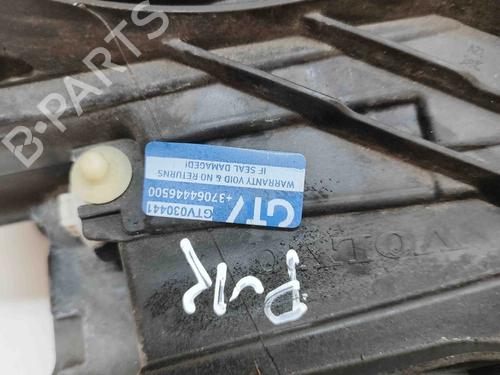 B-PARTS
GTV
GTV030441
+37064446500
WARRANTY VOID & NO RETURNS
IF SEAL DAMAGED!
VOLVO